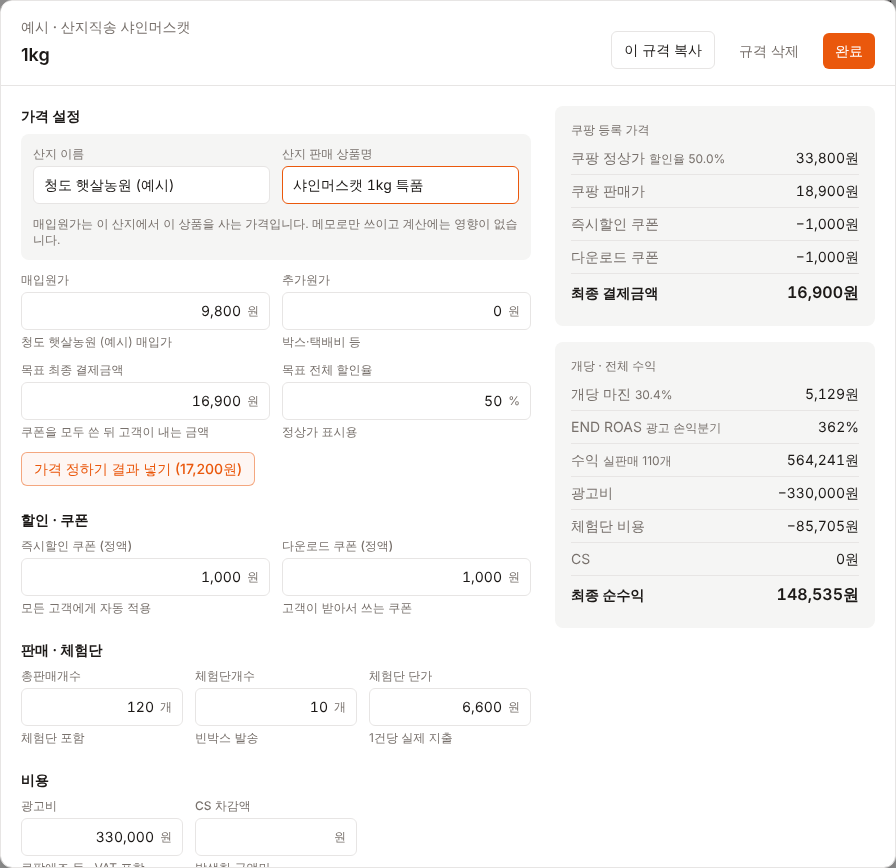 예시 · 산지직송 샤인머스캣
1kg
이 규격 복사
규격 삭제
완료
가격 설정
산지 이름
산지 판매 상품명
청도 햇살농원 (예시)
샤인머스캣 1kg 특품
매입원가는 이 산지에서 이 상품을 사는 가격입니다. 메모로만 쓰이고 계산에는 영향이 없습
니다.
매입원가
추가원가
9,800 원
0 원
청도 햇살농원 (예시) 매입가
박스·택배비 등
목표 최종 결제금액
목표 전체 할인율
16,900 원
50 %
쿠폰을 모두 쓴 뒤 고객이 내는 금액
정상가 표시용
가격 정하기 결과 넣기 (17,200원)
할인 · 쿠폰
즉시할인 쿠폰 (정액)
다운로드 쿠폰 (정액)
1,000 원
1,000 원
모든 고객에게 자동 적용
고객이 받아서 쓰는 쿠폰
판매 · 체험단
총판매개수
체험단개수
체험단 단가
120 개
10 개
6,600 원
체험단 포함
빈박스 발송
1건당 실제 지출
비용
광고비
CS 차감액
330,000 원
원
쿠팡 등록 가격
쿠팡 정상가 할인율 50.0% 33,800원
쿠팡 판매가 18,900원
즉시할인 쿠폰 −1,000원
다운로드 쿠폰 −1,000원
최종 결제금액 16,900원
개당 · 전체 수익
개당 마진 30.4% 5,129원
END ROAS 광고 손익분기 362%
수익 실판매 110개 564,241원
광고비 −330,000원
체험단 비용 −85,705원
CS 0원
최종 순수익 148,535원